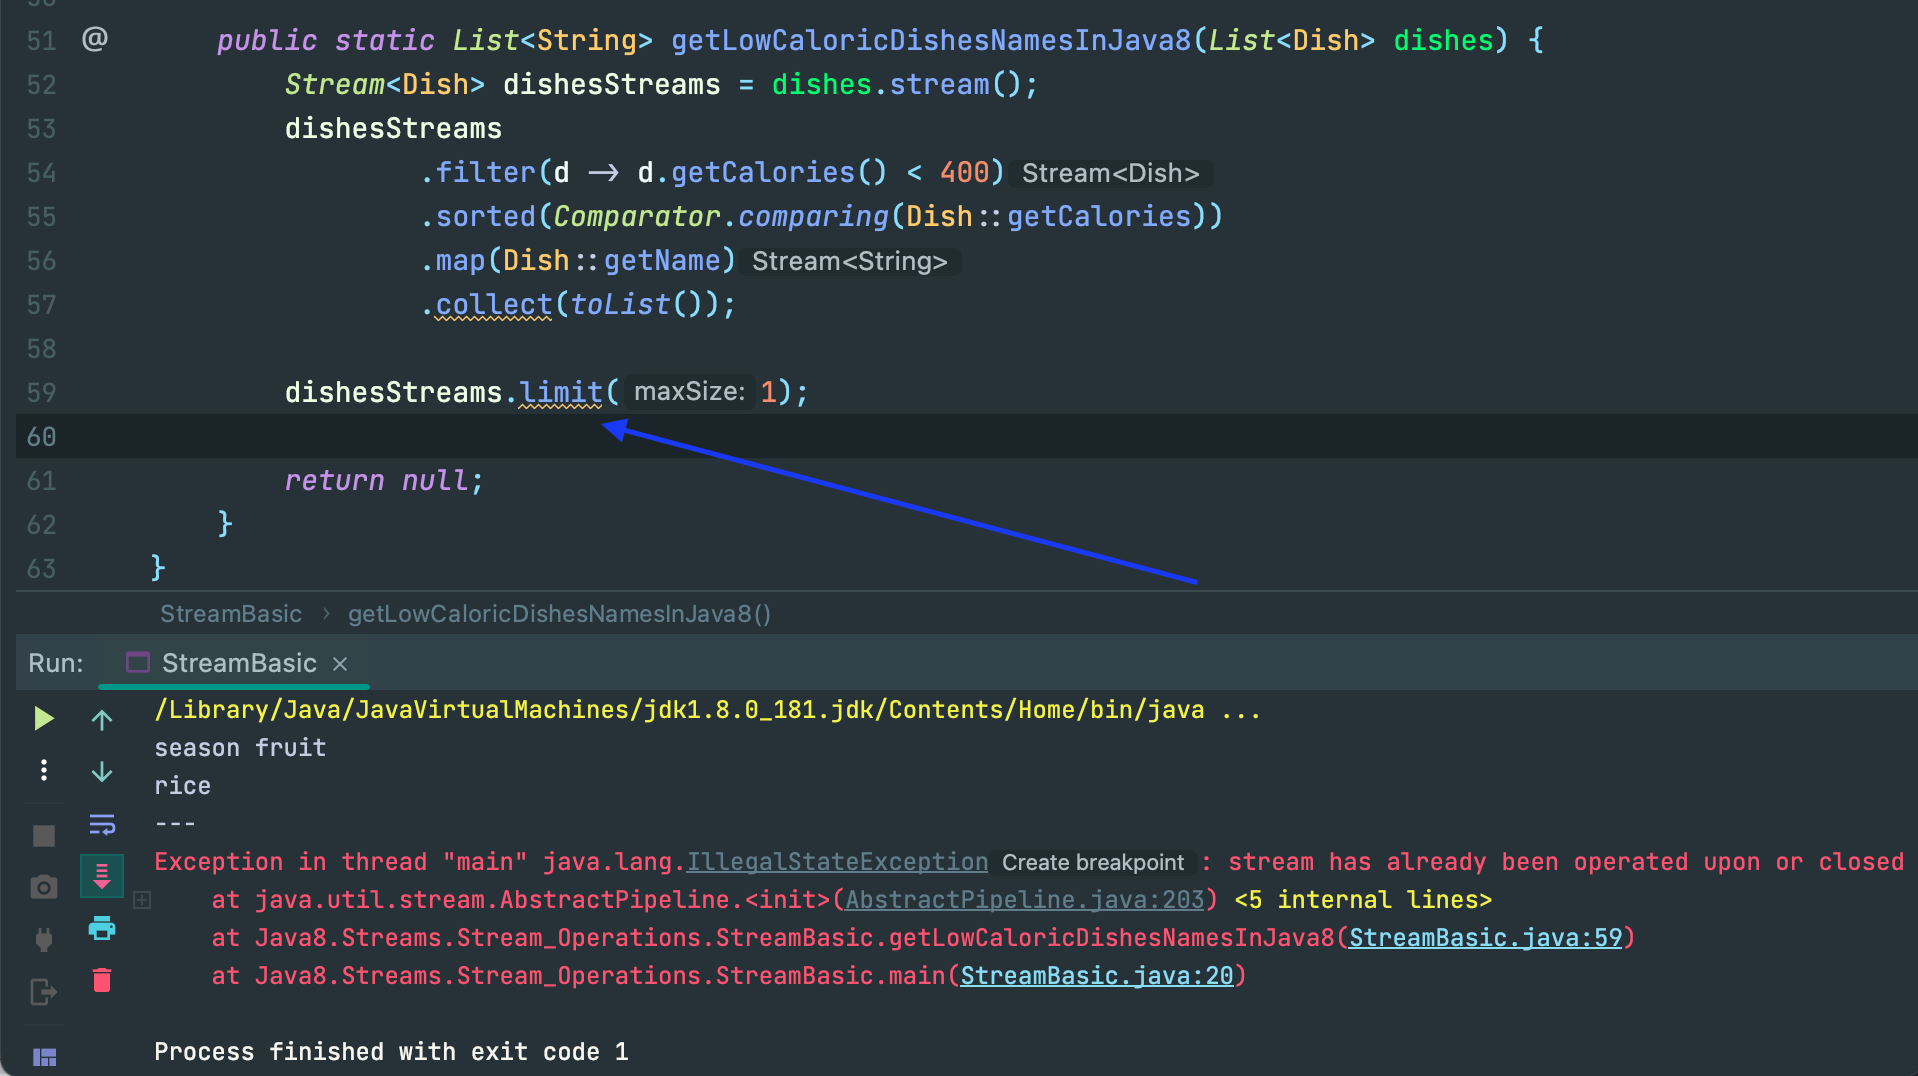 51 @ public static List<String> getLowCaloricDishesNamesInJava8(List<Dish> dishes) {
52 Stream<Dish> dishesStreams = dishes.stream();
53 dishesStreams
54 .filter(d -> d.getCalories() < 400) Stream<Dish>
55 .sorted(Comparator.comparing(Dish::getCalories))
56 .map(Dish::getName) Stream<String>
57 .collect(toList());
58
59 dishesStreams.limit( maxSize: 1);
60
61 return null;
62 }
63 }
StreamBasic › getLowCaloricDishesNamesInJava8()
Run: StreamBasic ×
/Library/Java/JavaVirtualMachines/jdk1.8.0_181.jdk/Contents/Home/bin/java ...
season fruit
rice
---
Exception in thread "main" java.lang.IllegalStateException Create breakpoint : stream has already been operated upon or closed
at java.util.stream.AbstractPipeline.<init>(AbstractPipeline.java:203) <5 internal lines>
at Java8.Streams.Stream_Operations.StreamBasic.getLowCaloricDishesNamesInJava8(StreamBasic.java:59)
at Java8.Streams.Stream_Operations.StreamBasic.main(StreamBasic.java:20)
Process finished with exit code 1